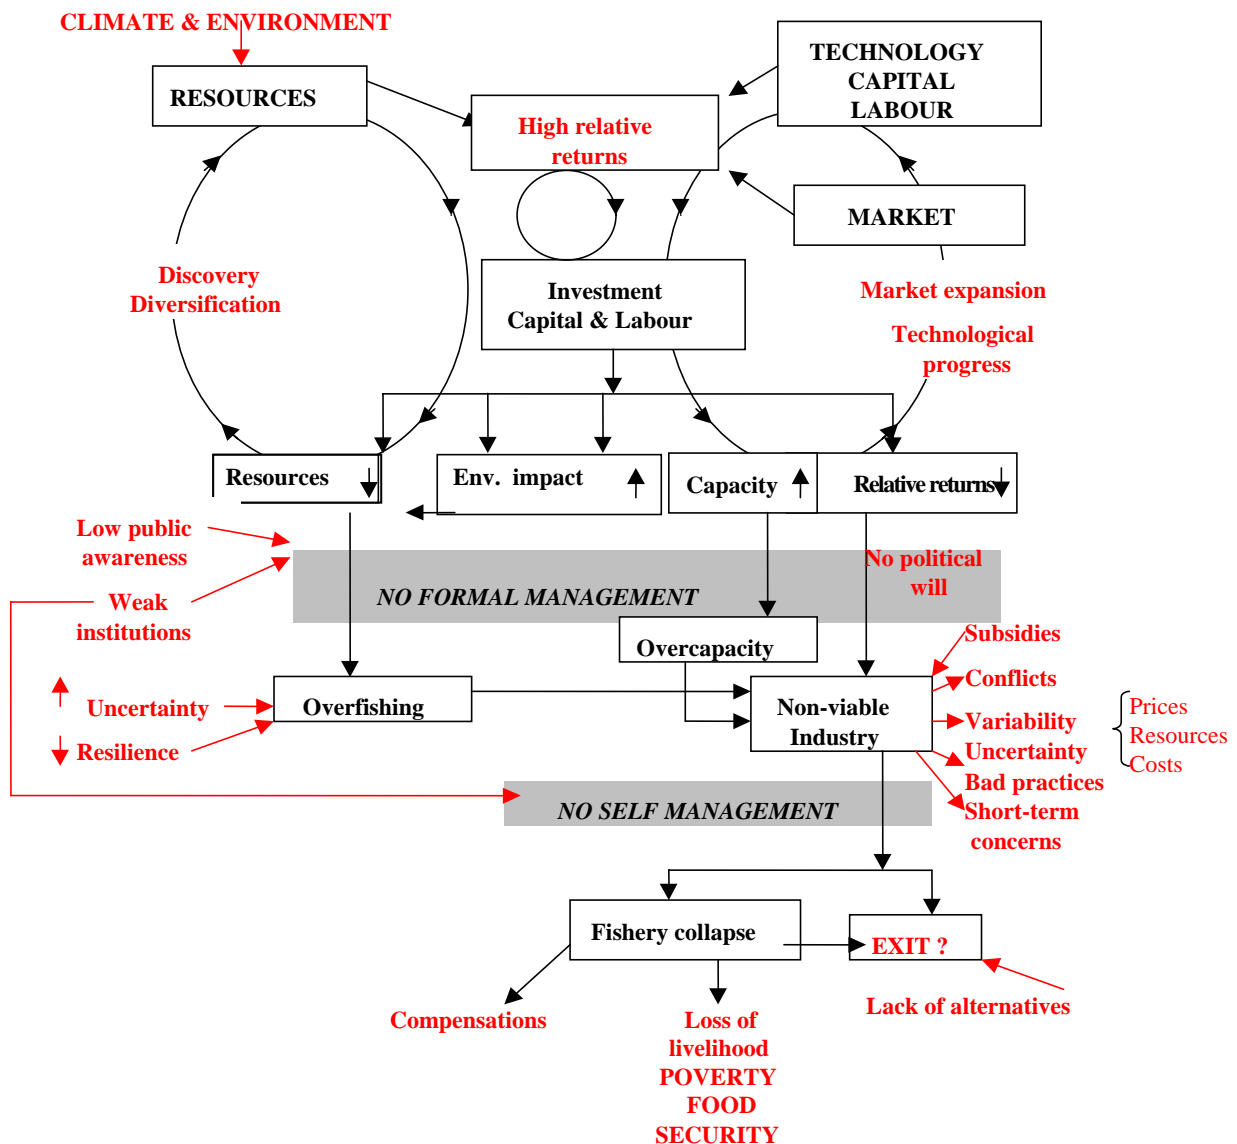 CLIMATE & ENVIRONMENT
RESOURCES
TECHNOLOGY
CAPITAL
LABOUR
High relative
returns
MARKET
Discovery
Diversification
Investment
Capital & Labour
Market expansion
Technological
progress
Resources
Env. impact
Capacity
Relative returns
Low public
awareness
No political
will
NO FORMAL MANAGEMENT
Weak
institutions
Overcapacity
Subsidies
Conflicts
Uncertainty
Overfishing
Non-viable
Industry
Variability
Prices
Resources
Costs
Resilience
Uncertainty
Bad practices
Short-term
concerns
NO SELF MANAGEMENT
Fishery collapse
EXIT ?
Lack of alternatives
Compensations
Loss of
livelihood
POVERTY
FOOD
SECURITY